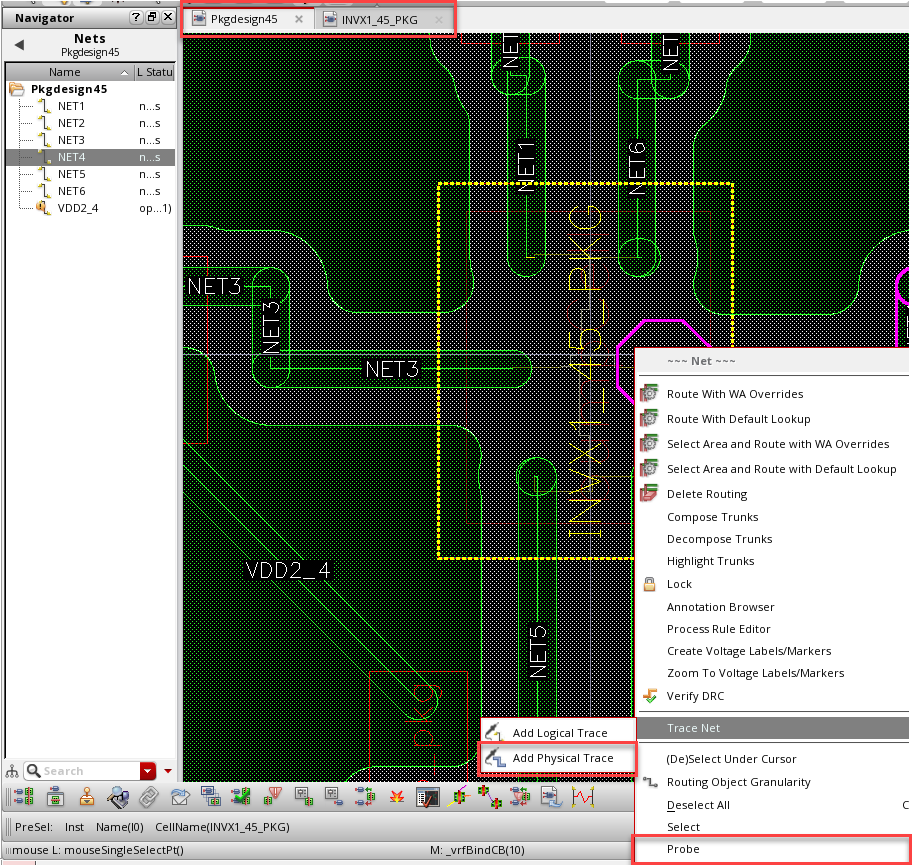 Navigator
Pkgdesign45
INVX1_45_PKG
Nets
Pkgdesign45
Name
L Statu
Pkgdesign45
NET1 n...s
NET2 n...s
NET3 n...s
NET4 n...s
NET5 n...s
NET6 n...s
VDD2_4 op...1)
NET
NET
NET1
NET6
INVX1_45_PKG
NET3
NET3
NET3
VDD2_4
NET5
~~~ Net ~~~
Route With WA Overrides
Route With Default Lookup
Select Area and Route with WA Overrides
Select Area and Route with Default Lookup
Delete Routing
Compose Trunks
Decompose Trunks
Highlight Trunks
Lock
Annotation Browser
Process Rule Editor
Create Voltage Labels/Markers
Zoom To Voltage Labels/Markers
Verify DRC
Trace Net
Add Logical Trace
Add Physical Trace
(De)Select Under Cursor
Routing Object Granularity
Deselect All C
Select
Probe
Search
PreSel: Inst Name(I0) CellName(INVX1_45_PKG)
mouse L: mouseSingleSelectPt()
M: _vrfBindCB(10)